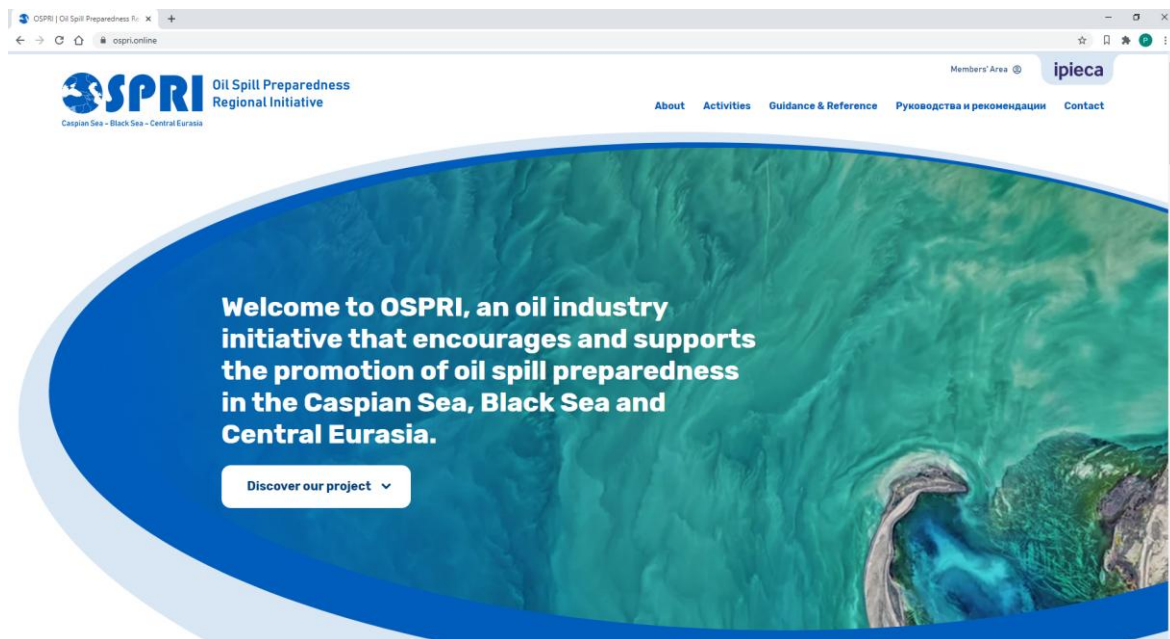 OSPRI | Oil Spill Preparedness Re
ospri.online
P
Members' Area
ipieca
OSPRI
Oil Spill Preparedness
Regional Initiative
Caspian Sea – Black Sea – Central Eurasia
About Activities Guidance & Reference Руководства и рекомендации Contact
Welcome to OSPRI, an oil industry
initiative that encourages and supports
the promotion of oil spill preparedness
in the Caspian Sea, Black Sea and
Central Eurasia.
Discover our project